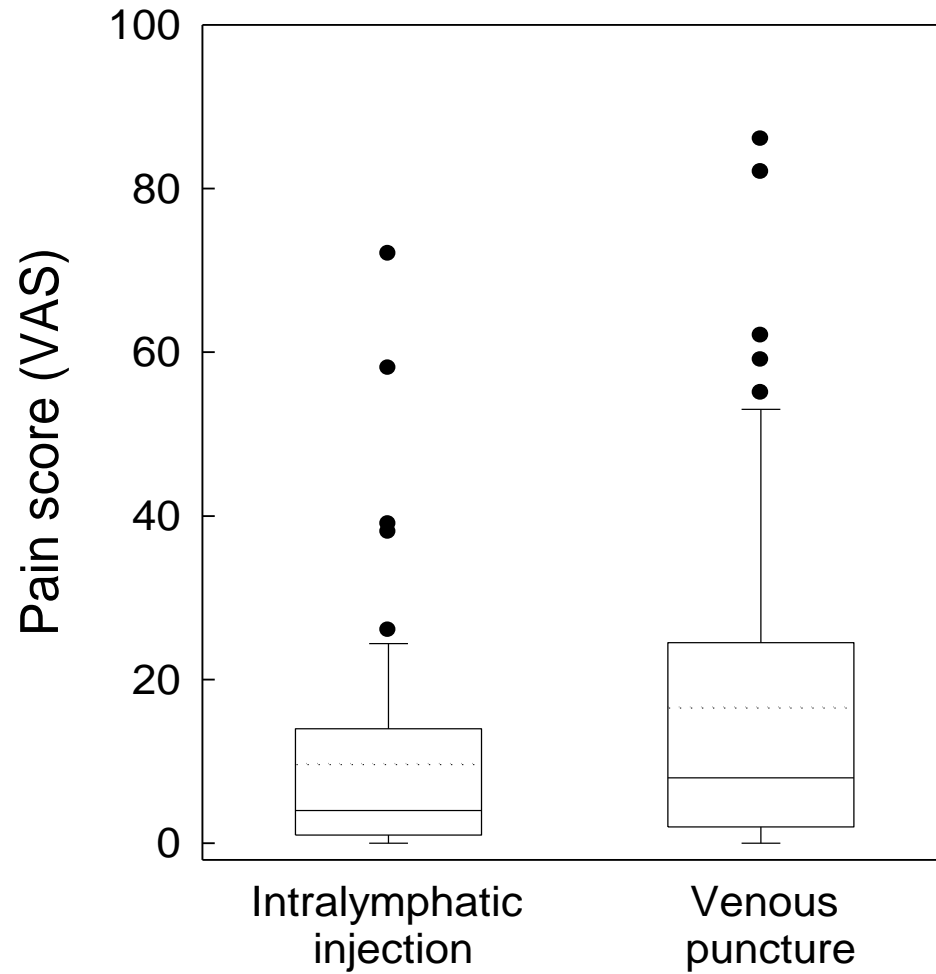 100
80
60
40
20
0
Pain score (VAS)
Intralymphatic
injection
Venous
puncture